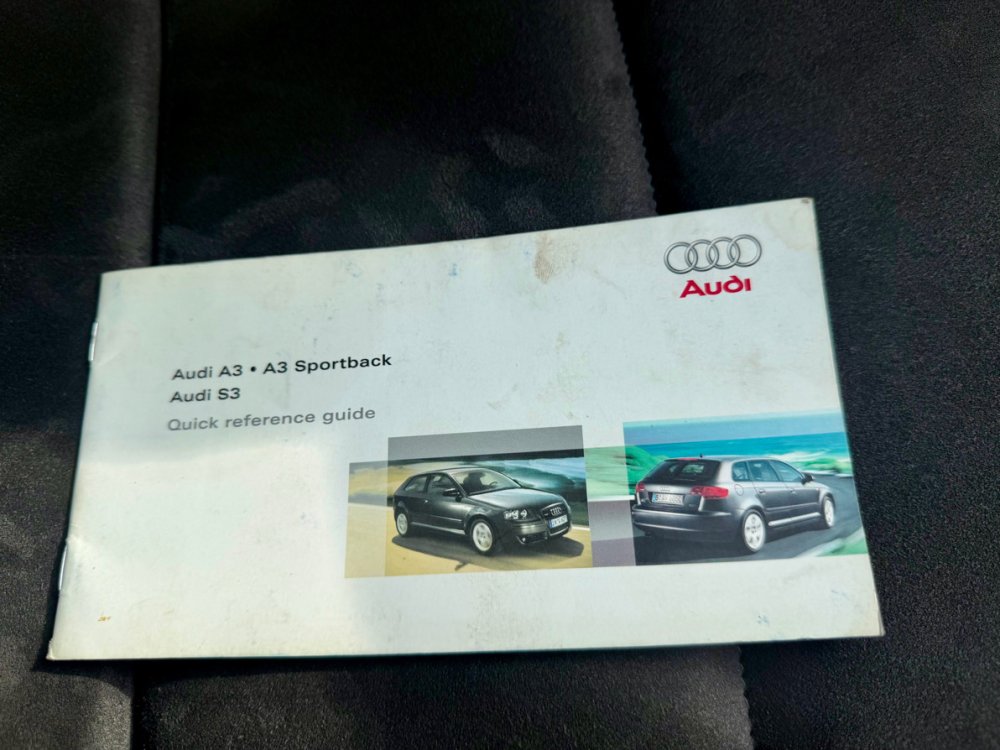 Audi
Audi A3 • A3 Sportback
Audi S3
Quick reference guide